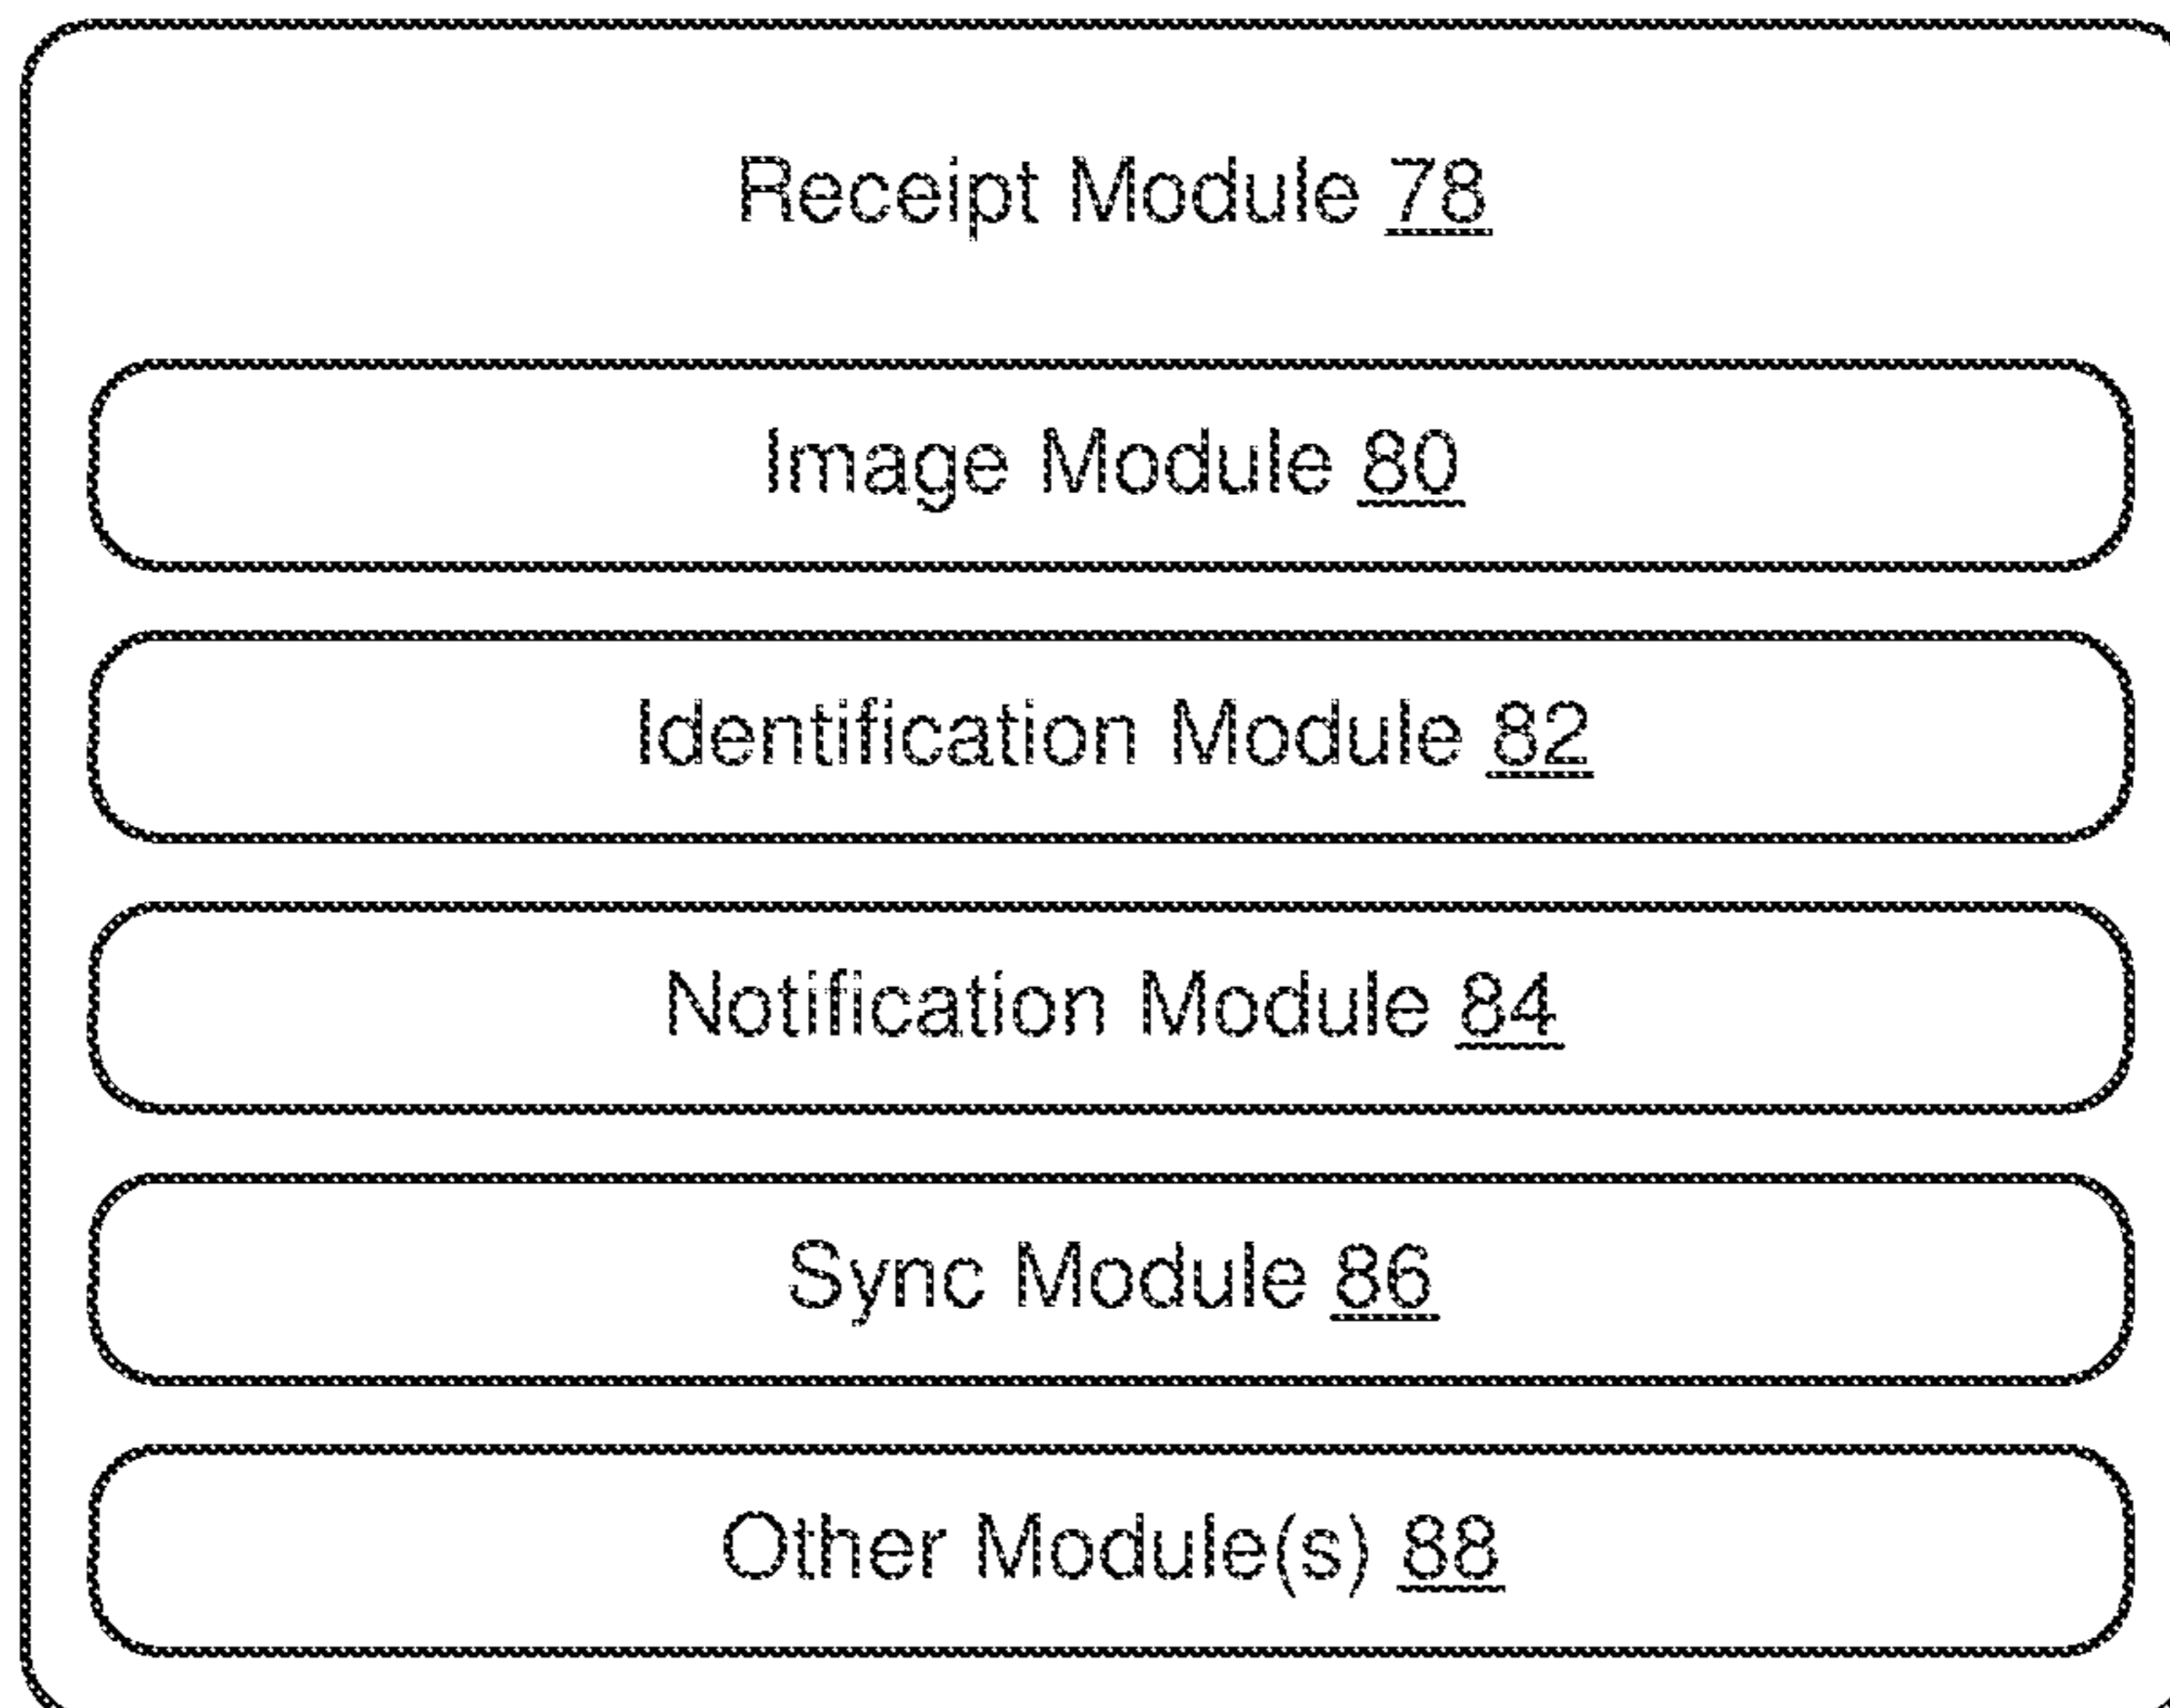 Receipt Module 78
Image Module 80
Identification Module 82
Notification Module 84
Sync Module 86
Other Module(s) 88